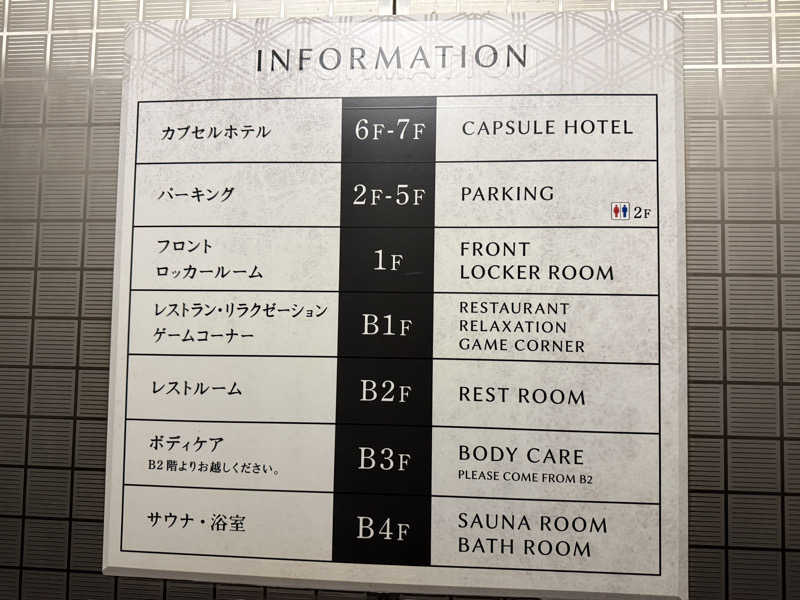 INFORMATION
カプセルホテル 6F-7F CAPSULE HOTEL
パーキング 2F-5F PARKING
2F
フロント
ロッカールーム
1F
FRONT
LOCKER ROOM
レストラン・リラクゼーション
ゲームコーナー
B1F
RESTAURANT
RELAXATION
GAME CORNER
レストルーム B2F REST ROOM
ボディケア
B2階よりお越しください。
B3F
BODY CARE
PLEASE COME FROM B2
サウナ・浴室
B4F
SAUNA ROOM
BATH ROOM